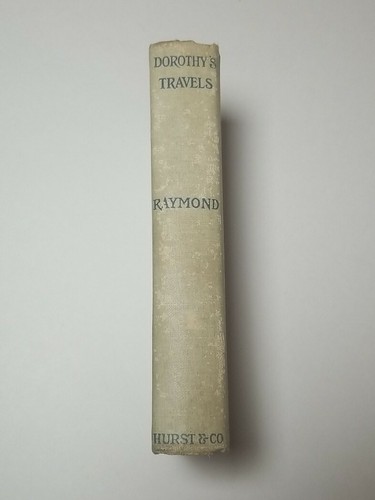 DOROTHY'S
TRAVELS
RAYMOND
HURST & CO